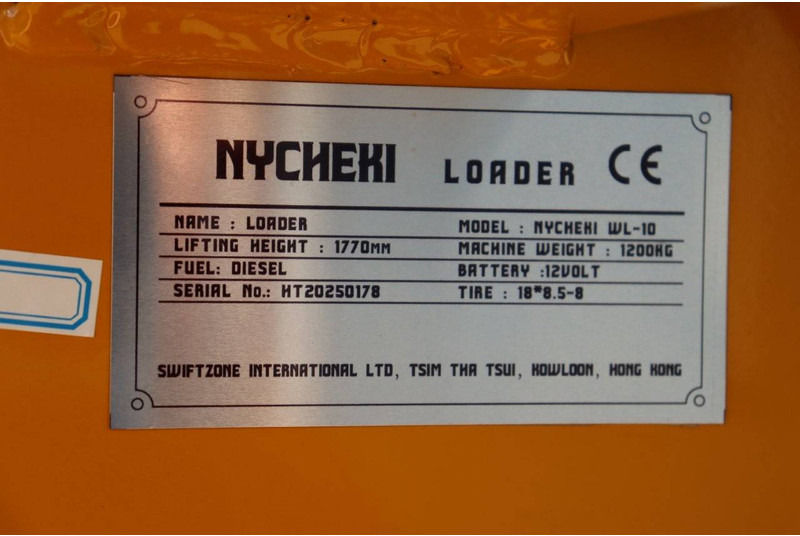 NYCHEKI LOADER CE
NAME : LOADER
MODEL : NYCHEKI WL-10
LIFTING HEIGHT : 1770MM
MACHINE WEIGHT : 1200KG
FUEL: DIESEL
BATTERY :12VOLT
SERIAL No.: HT20250178
TIRE : 18*8.5-8
SWIFTZONE INTERNATIONAL LTD, TSIM THA TSUI, KOWLOON, HONG KONG